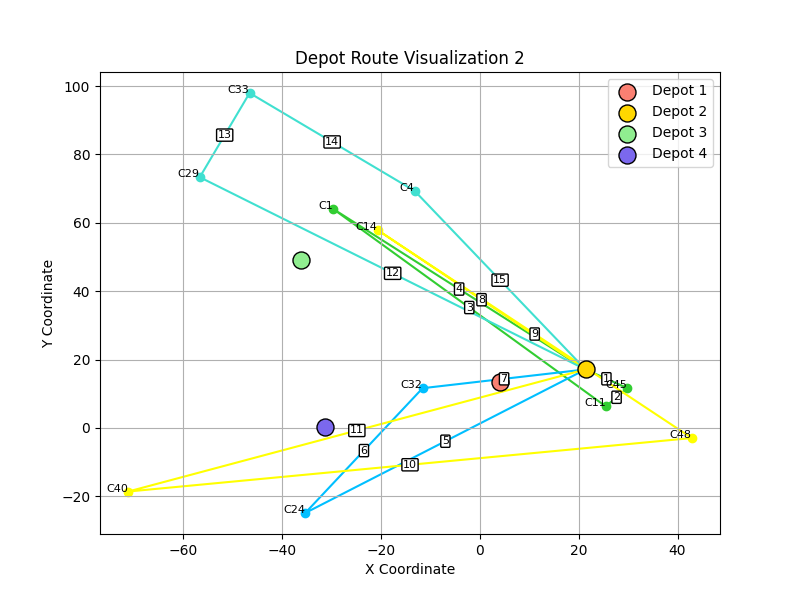 Depot Route Visualization 2
Depot 1
Depot 2
Depot 3
Depot 4
Y Coordinate
100
80
60
40
20
0
−20
−60
−40
−20
0
20
40
X Coordinate
C33
13
14
C29
C4
C1
C14
12
15
4
8
3
9
C32
7
1
C45
2
C11
11
C48
5
6
10
C40
C24